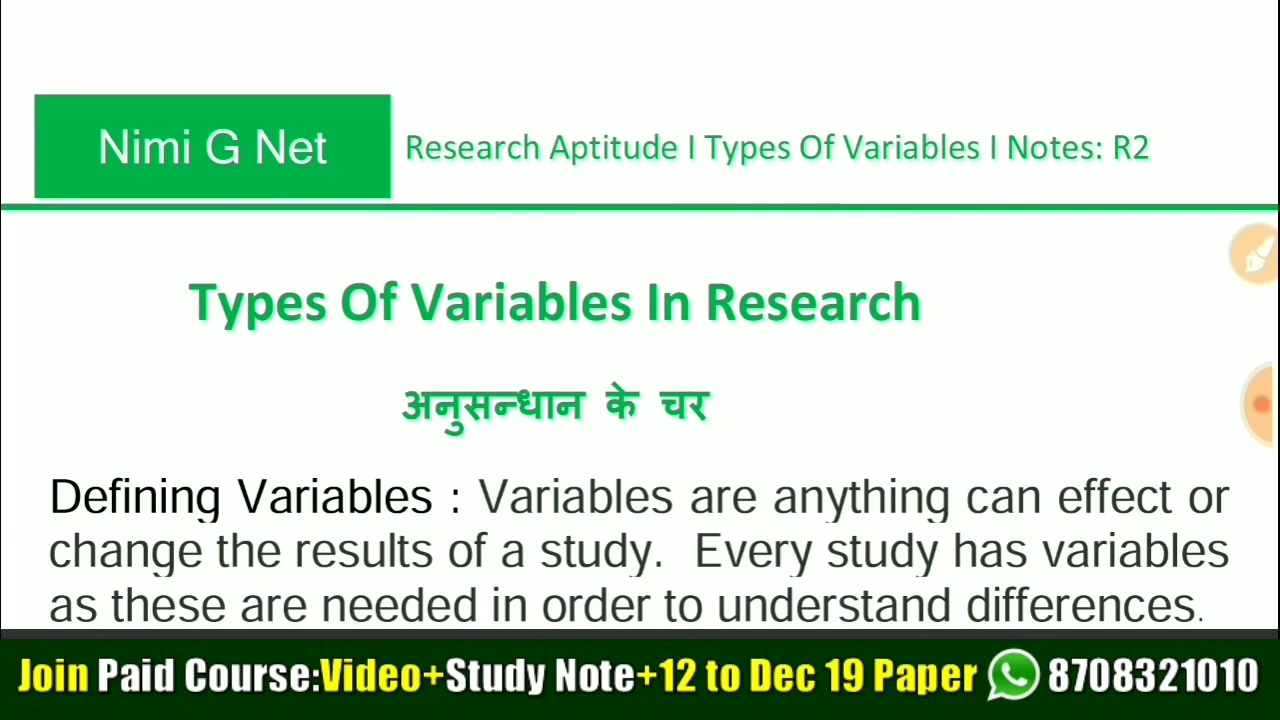 Nimi G Net
Research Aptitude I Types Of Variables I Notes: R2
Types Of Variables In Research
अनुसन्धान के चर
Defining Variables : Variables are anything can effect or
change the results of a study. Every study has variables
as these are needed in order to understand differences.
Join Paid Course:Video+Study Note+12 to Dec 19 Paper 8708321010